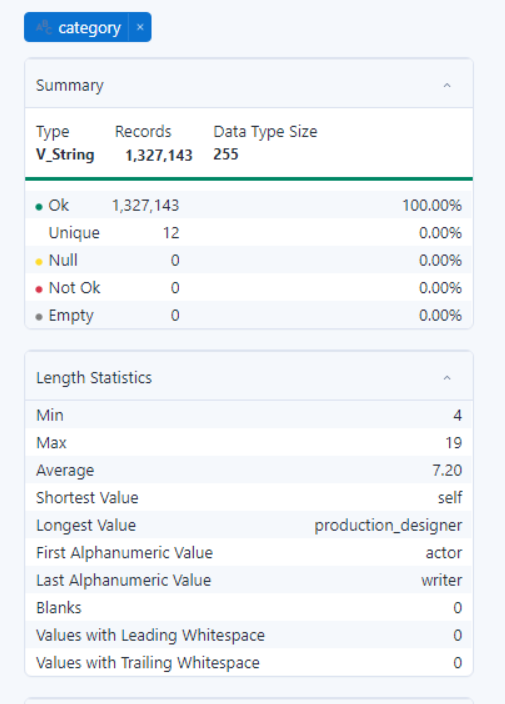 category ×
Summary
Type Records Data Type Size
V_String 1,327,143 255
Ok 1,327,143 100.00%
Unique 12 0.00%
Null 0 0.00%
Not Ok 0 0.00%
Empty 0 0.00%
Length Statistics
Min 4
Max 19
Average 7.20
Shortest Value self
Longest Value production_designer
First Alphanumeric Value actor
Last Alphanumeric Value writer
Blanks 0
Values with Leading Whitespace 0
Values with Trailing Whitespace 0